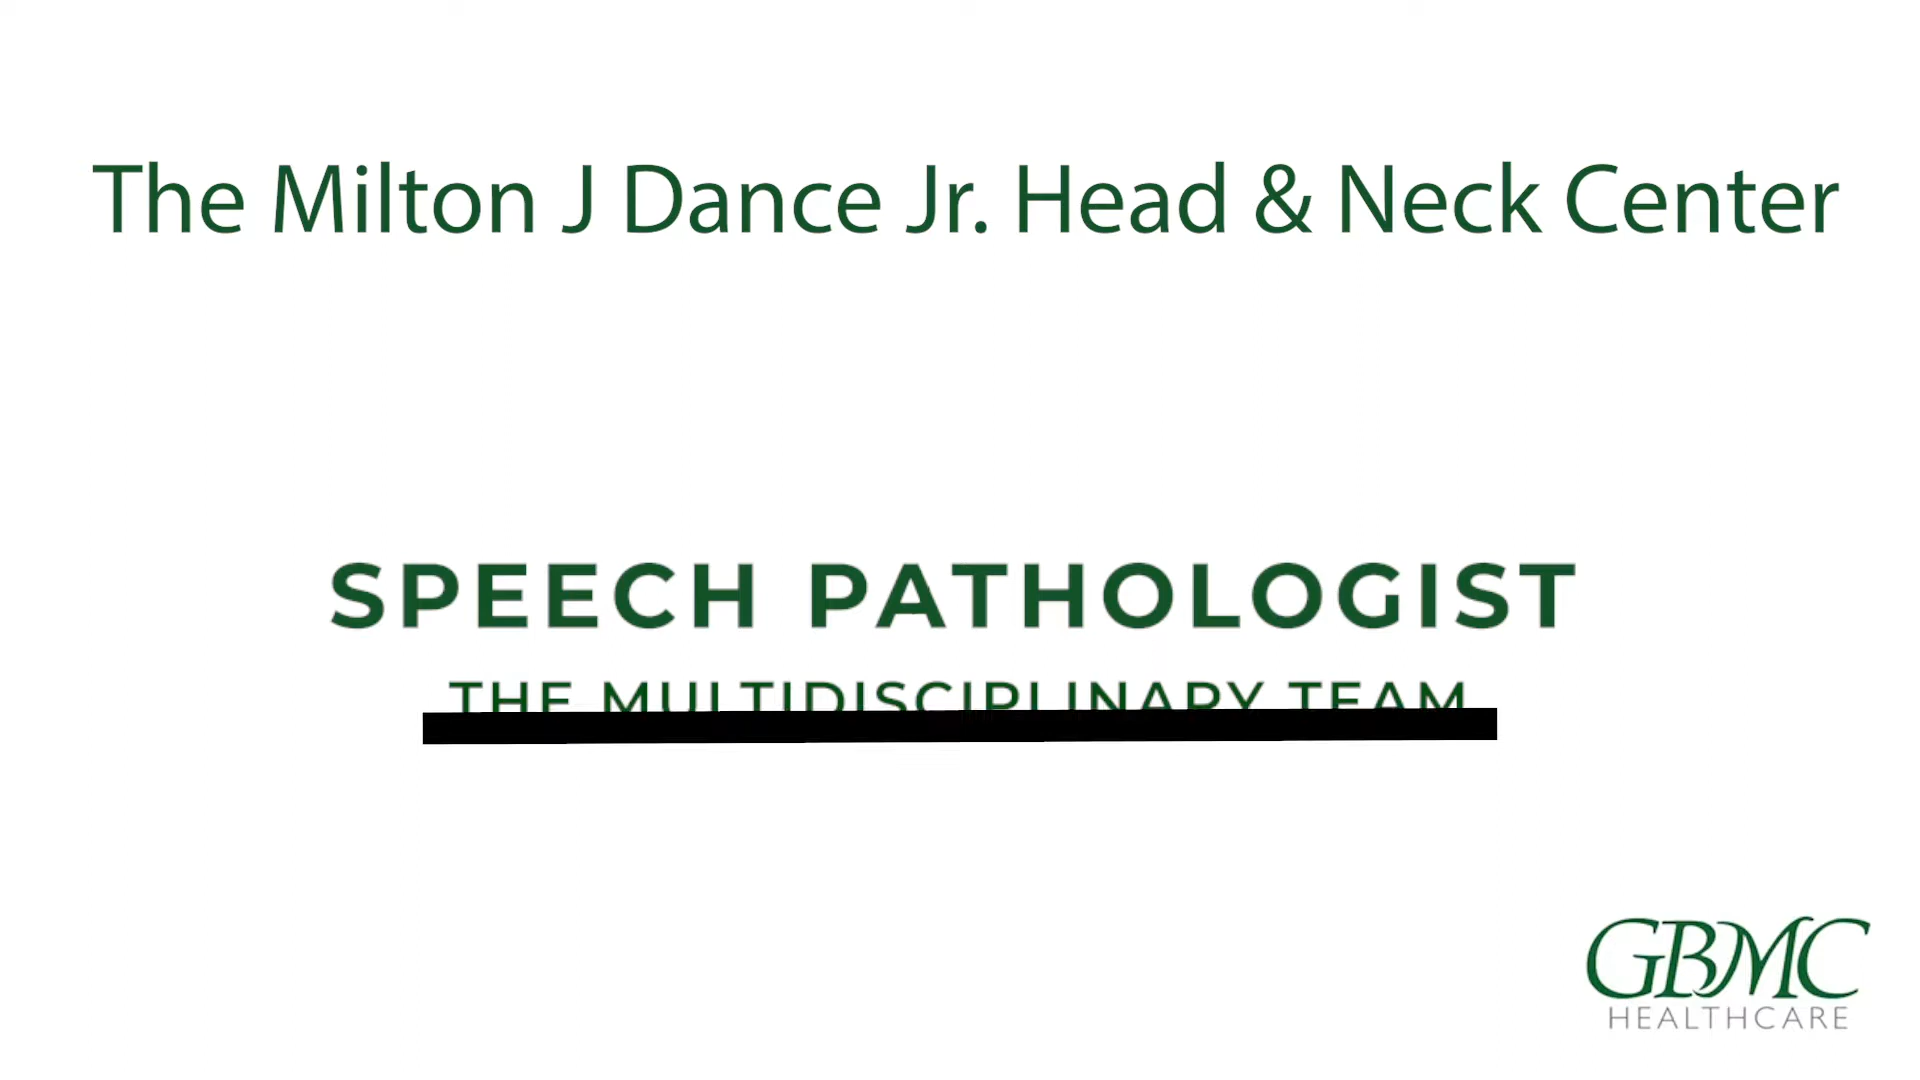 The Milton J Dance Jr. Head & Neck Center
SPEECH PATHOLOGIST
THE MULTIDISCIPLINARY TEAM
GBMC
HEALTHCARE